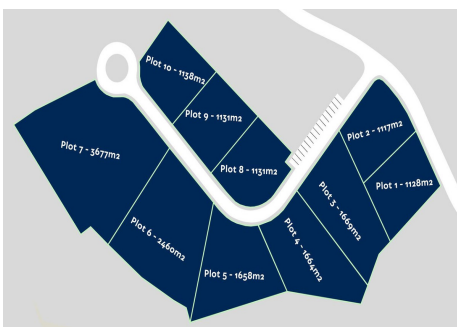 Plot 10 - 1138m2
Plot 9 - 1131m2
Plot 8 - 1131m2
Plot 7 - 3677m2
Plot 6 - 2460m2
Plot 5 - 1658m2
Plot 4 - 1664m2
Plot 3 - 1669m2
Plot 2 - 1117m2
Plot 1 - 1128m2